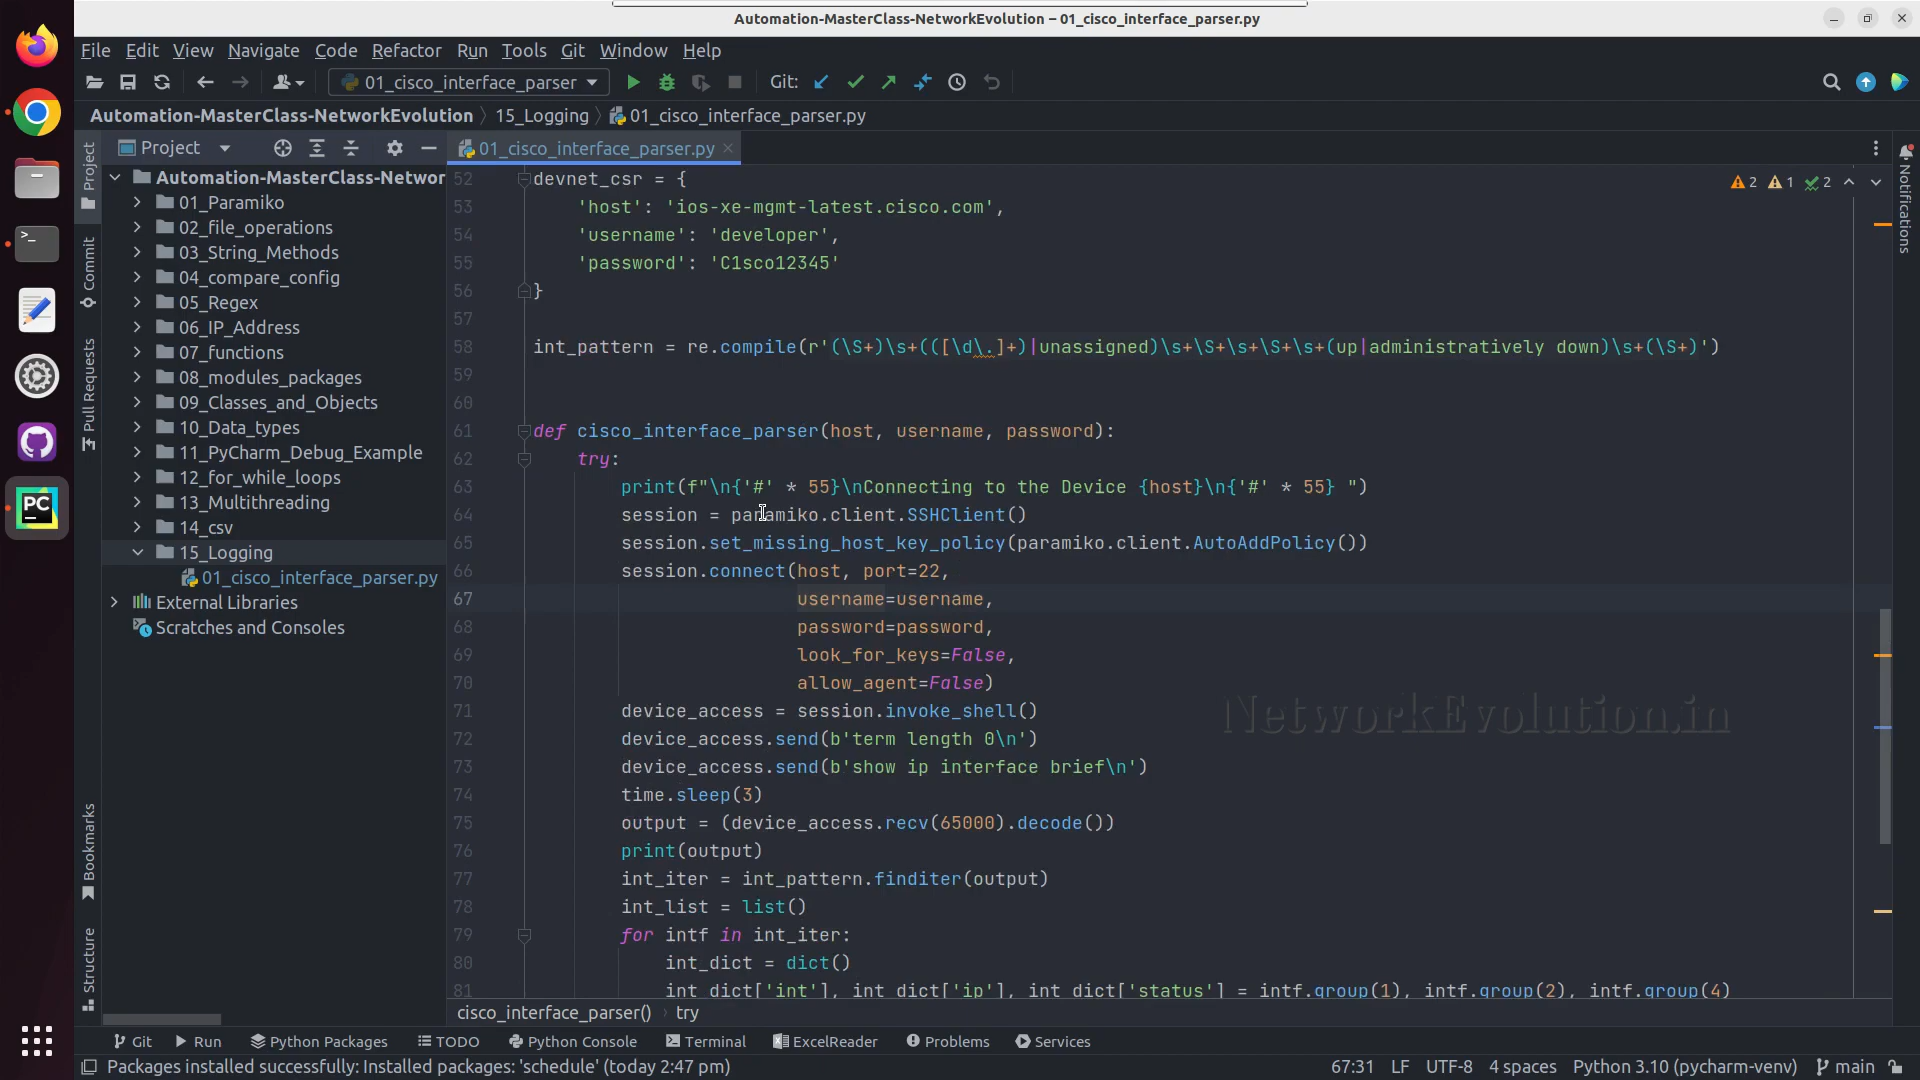 Automation-MasterClass-NetworkEvolution – 01_cisco_interface_parser.py
File Edit View Navigate Code Refactor Run Tools Git Window Help
01_cisco_interface_parser Git:
Automation-MasterClass-NetworkEvolution 15_Logging 01_cisco_interface_parser.py
Project
Commit
Pull Requests
Bookmarks
Structure
Project
Automation-MasterClass-Networ
01_Paramiko
02_file_operations
03_String_Methods
04_compare_config
05_Regex
06_IP_Address
07_functions
08_modules_packages
09_Classes_and_Objects
10_Data_types
11_PyCharm_Debug_Example
12_for_while_loops
13_Multithreading
14_csv
15_Logging
01_cisco_interface_parser.py
External Libraries
Scratches and Consoles
01_cisco_interface_parser.py
2 1 2
Notifications
52 devnet_csr = {
53 'host': 'ios-xe-mgmt-latest.cisco.com',
54 'username': 'developer',
55 'password': 'C1sco12345'
56 }
57
58 int_pattern = re.compile(r'(\S+)\s+(([\d\.]+)|unassigned)\s+\S+\s+\S+\s+(up|administratively down)\s+(\S+)')
59
60
61 def cisco_interface_parser(host, username, password):
62 try:
63 print(f"\n{'#' * 55}\nConnecting to the Device {host}\n{'#' * 55} ")
64 session = paramiko.client.SSHClient()
65 session.set_missing_host_key_policy(paramiko.client.AutoAddPolicy())
66 session.connect(host, port=22,
67 username=username,
68 password=password,
69 look_for_keys=False,
70 allow_agent=False)
71 device_access = session.invoke_shell()
72 device_access.send(b'term length 0\n')
73 device_access.send(b'show ip interface brief\n')
74 time.sleep(3)
75 output = (device_access.recv(65000).decode())
76 print(output)
77 int_iter = int_pattern.finditer(output)
78 int_list = list()
79 for intf in int_iter:
80 int_dict = dict()
81 int_dict['int'], int_dict['ip'], int_dict['status'] = intf.group(1), intf.group(2), intf.group(4)
NetworkEvolution.in
cisco_interface_parser() try
Git Run Python Packages TODO Python Console Terminal ExcelReader Problems Services
Packages installed successfully: Installed packages: 'schedule' (today 2:47 pm) 67:31 LF UTF-8 4 spaces Python 3.10 (pycharm-venv) main
PC